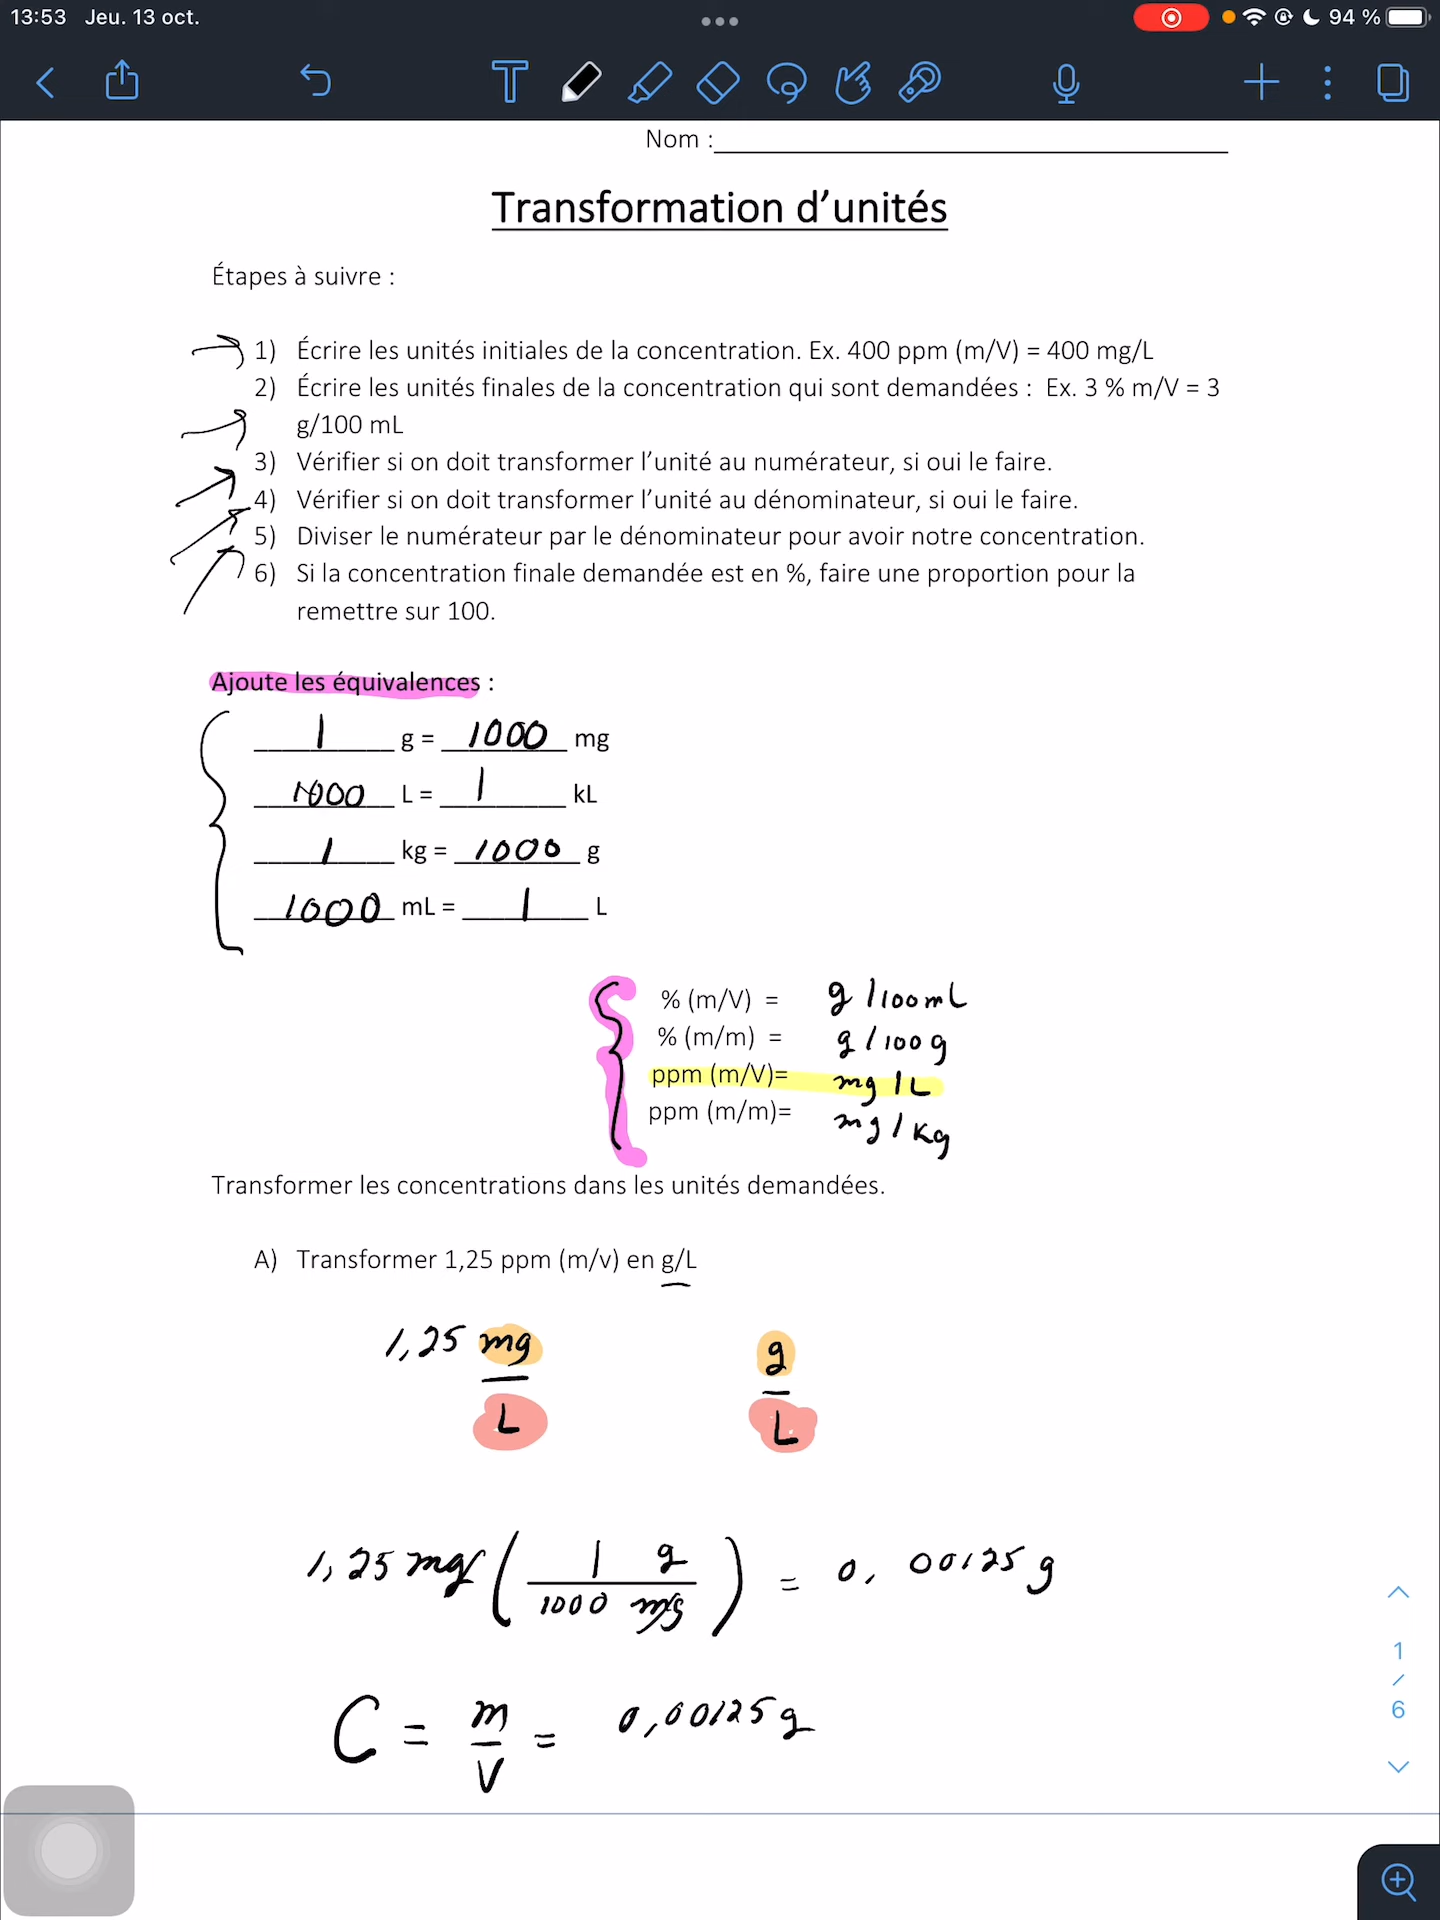 13:53 Jeu. 13 oct.
94 %
T
Nom :
Transformation d'unités
Étapes à suivre :
1) Écrire les unités initiales de la concentration. Ex. 400 ppm (m/V) = 400 mg/L
2) Écrire les unités finales de la concentration qui sont demandées : Ex. 3 % m/V = 3
g/100 mL
3) Vérifier si on doit transformer l'unité au numérateur, si oui le faire.
4) Vérifier si on doit transformer l'unité au dénominateur, si oui le faire.
5) Diviser le numérateur par le dénominateur pour avoir notre concentration.
6) Si la concentration finale demandée est en %, faire une proportion pour la
remettre sur 100.
Ajoute les équivalences :
1 g = 1000 mg
1000 L = 1 kL
1 kg = 1000 g
1000 mL = 1 L
% (m/V) = g/100mL
% (m/m) = g/100g
ppm (m/V)= mg/L
ppm (m/m)= mg/kg
Transformer les concentrations dans les unités demandées.
A) Transformer 1,25 ppm (m/v) en g/L
1,25 mg g
L L
1,25 mg ( 1 g ) = 0,00125 g
1000 mg
C = m = 0,00125 g
V
1
/
6